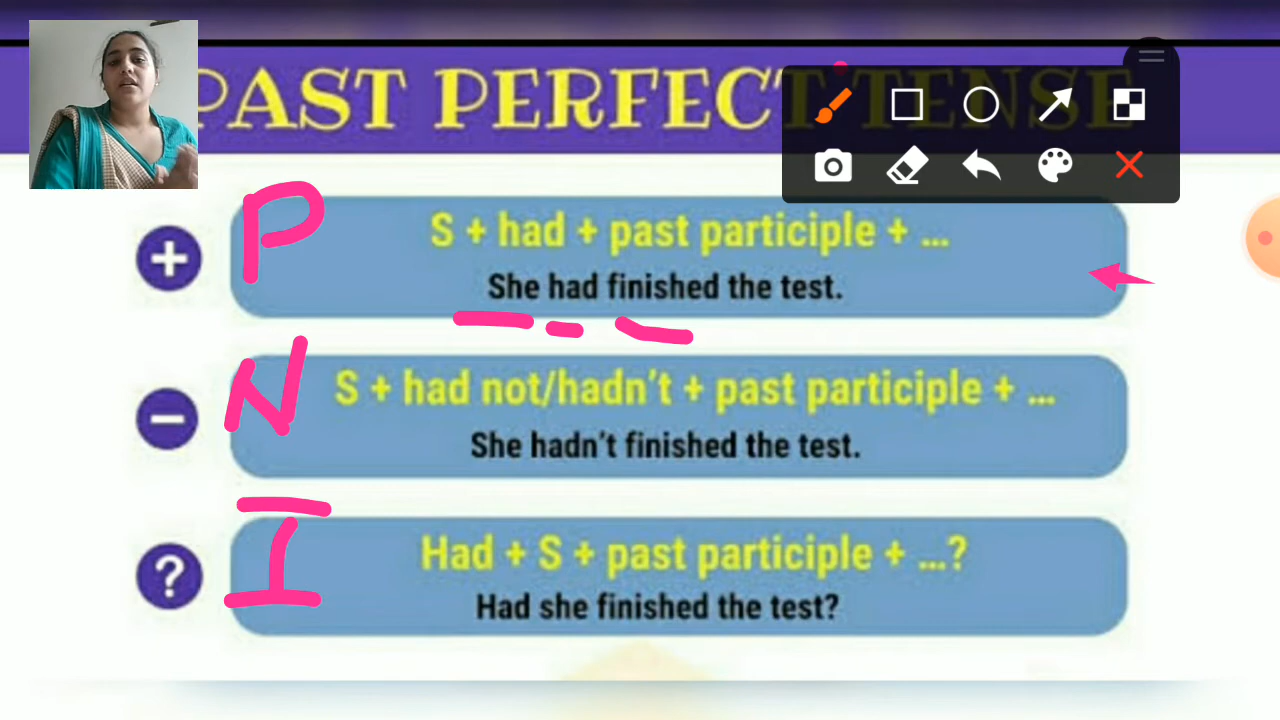 PAST PERFECT TENSE
P
S + had + past participle + ...
She had finished the test.
N
S + had not/hadn't + past participle + ...
She hadn't finished the test.
I
Had + S + past participle + ...?
Had she finished the test?